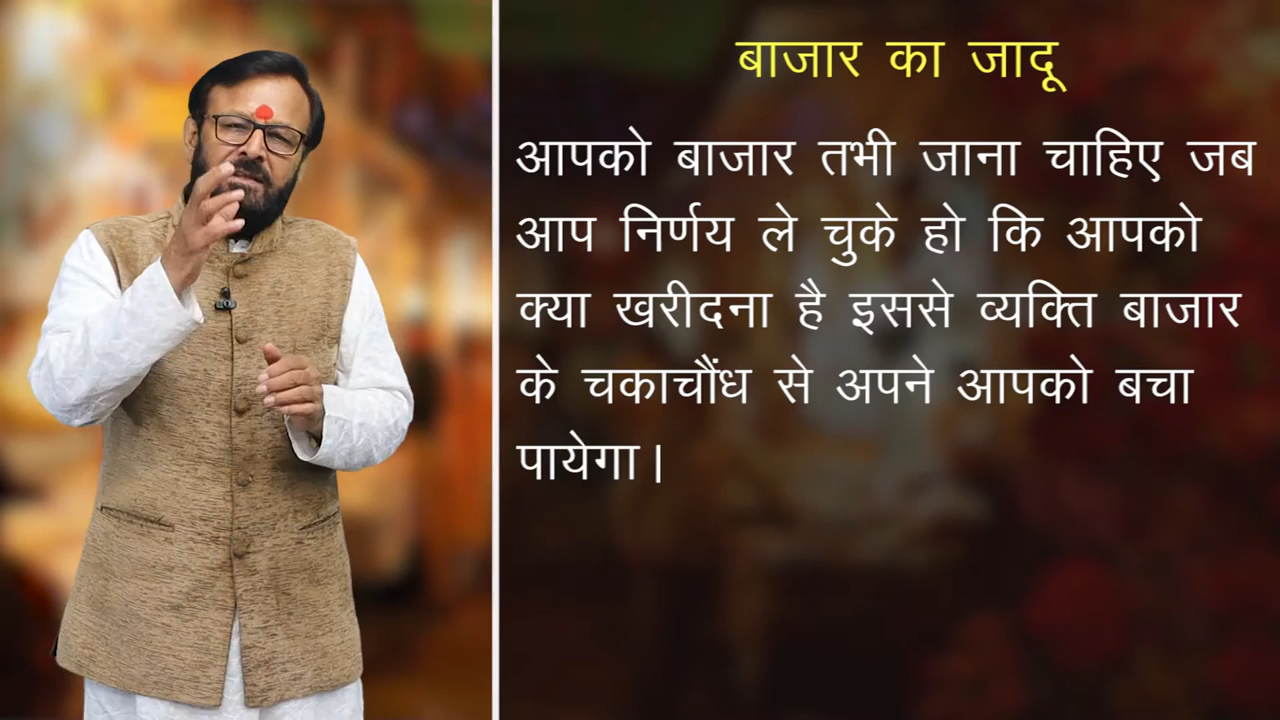 बाजार का जादू
आपको बाजार तभी जाना चाहिए जब
आप निर्णय ले चुके हो कि आपको
क्या खरीदना है इससे व्यक्ति बाजार
के चकाचौंध से अपने आपको बचा
पायेगा।